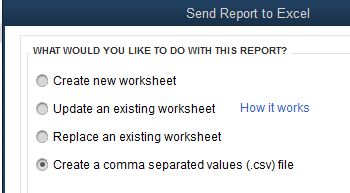 Send Report to Excel
WHAT WOULD YOU LIKE TO DO WITH THIS REPORT?
Create new worksheet
Update an existing worksheet How it works
Replace an existing worksheet
Create a comma separated values (.csv) file